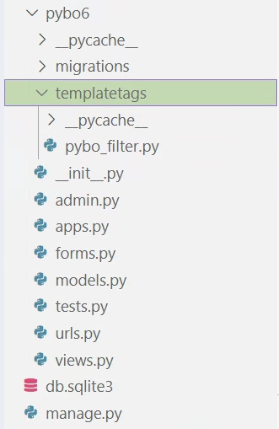 pybo6
__pycache__
migrations
templatetags
__pycache__
pybo_filter.py
__init__.py
admin.py
apps.py
forms.py
models.py
tests.py
urls.py
views.py
db.sqlite3
manage.py